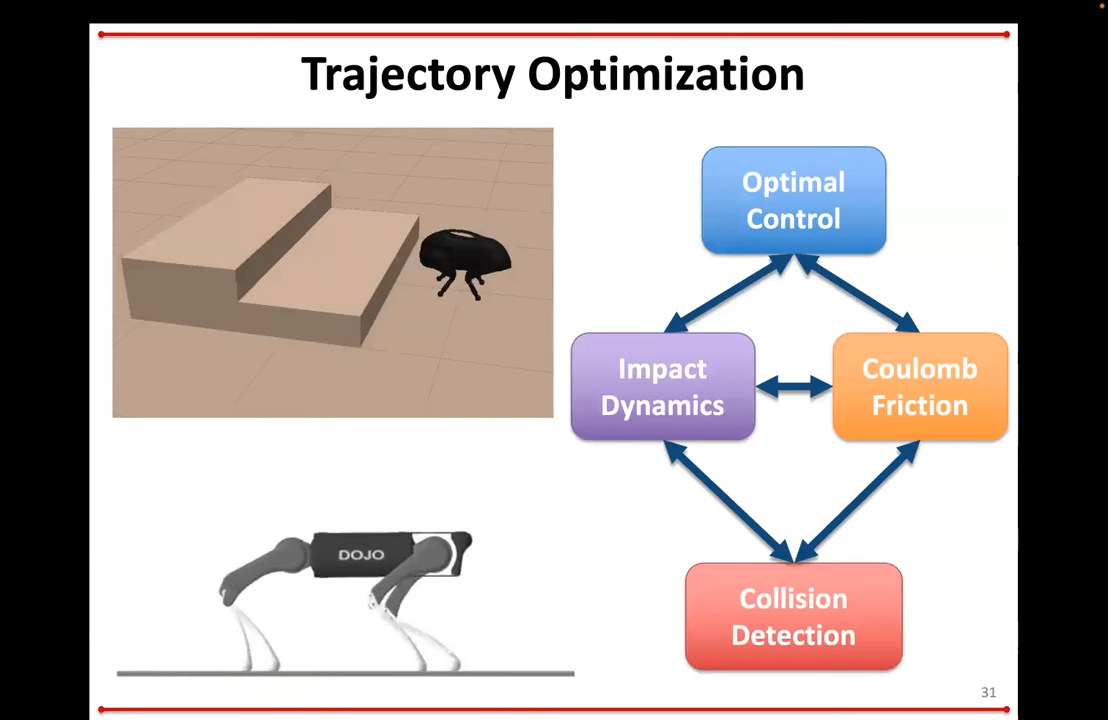 Trajectory Optimization
Optimal
Control
Impact
Dynamics
Coulomb
Friction
DOJO
Collision
Detection
31